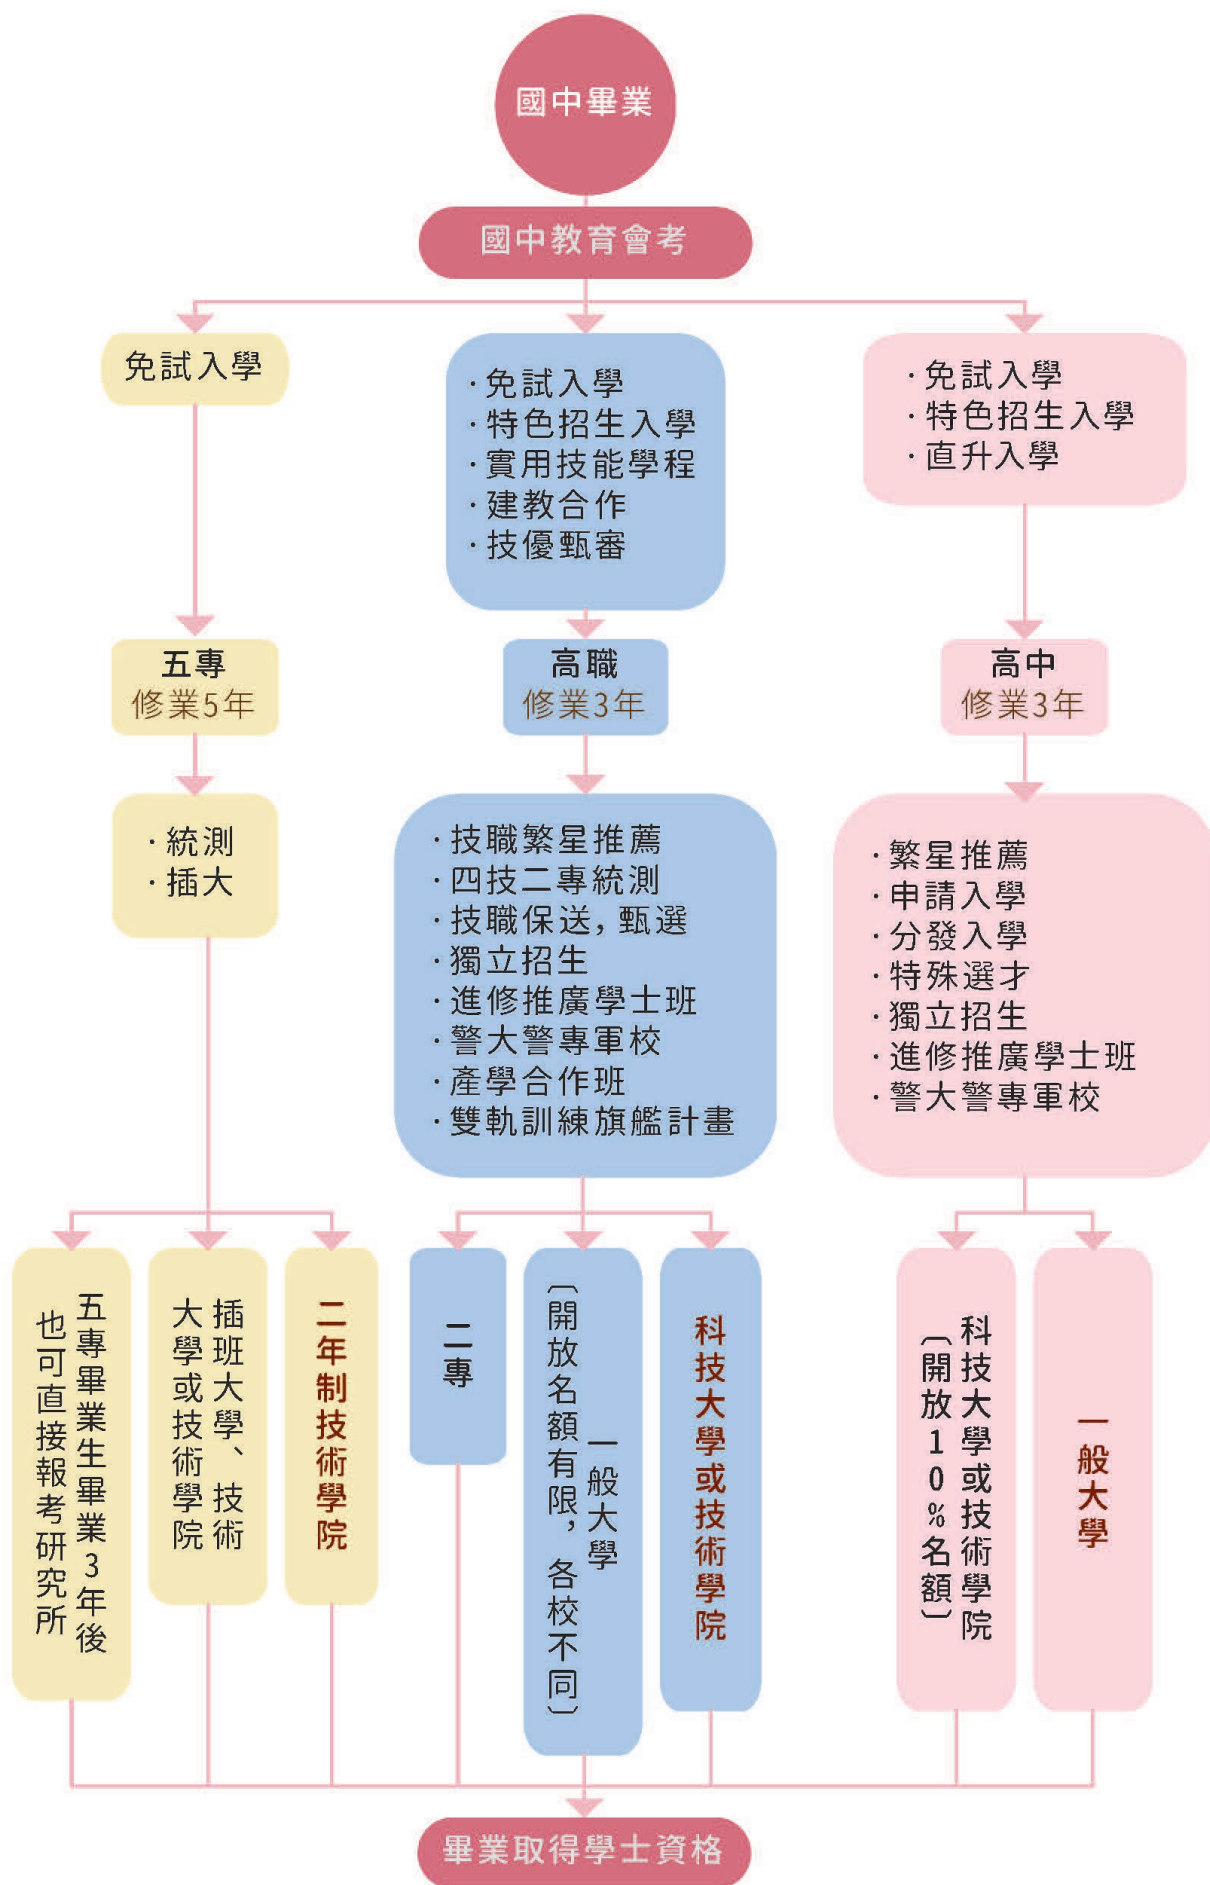 國中畢業
國中教育會考
免試入學
·免試入學
·特色招生入學
·實用技能學程
·建教合作
·技優甄審
·免試入學
·特色招生入學
·直升入學
五專
修業5年
高職
修業3年
高中
修業3年
·統測
·插大
·技職繁星推薦
·四技二專統測
·技職保送, 甄選
·獨立招生
·進修推廣學士班
·警大警專軍校
·產學合作班
·雙軌訓練旗艦計畫
·繁星推薦
·申請入學
·分發入學
·特殊選才
·獨立招生
·進修推廣學士班
·警大警專軍校
五專畢業生畢業3年後
也可直接報考研究所
插班大學、技術
大學或技術學院
二年制技術學院
二專
一般大學
〔開放名額有限，各校不同〕
科技大學或技術學院
科技大學或技術學院
〔開放10%名額〕
一般大學
畢業取得學士資格